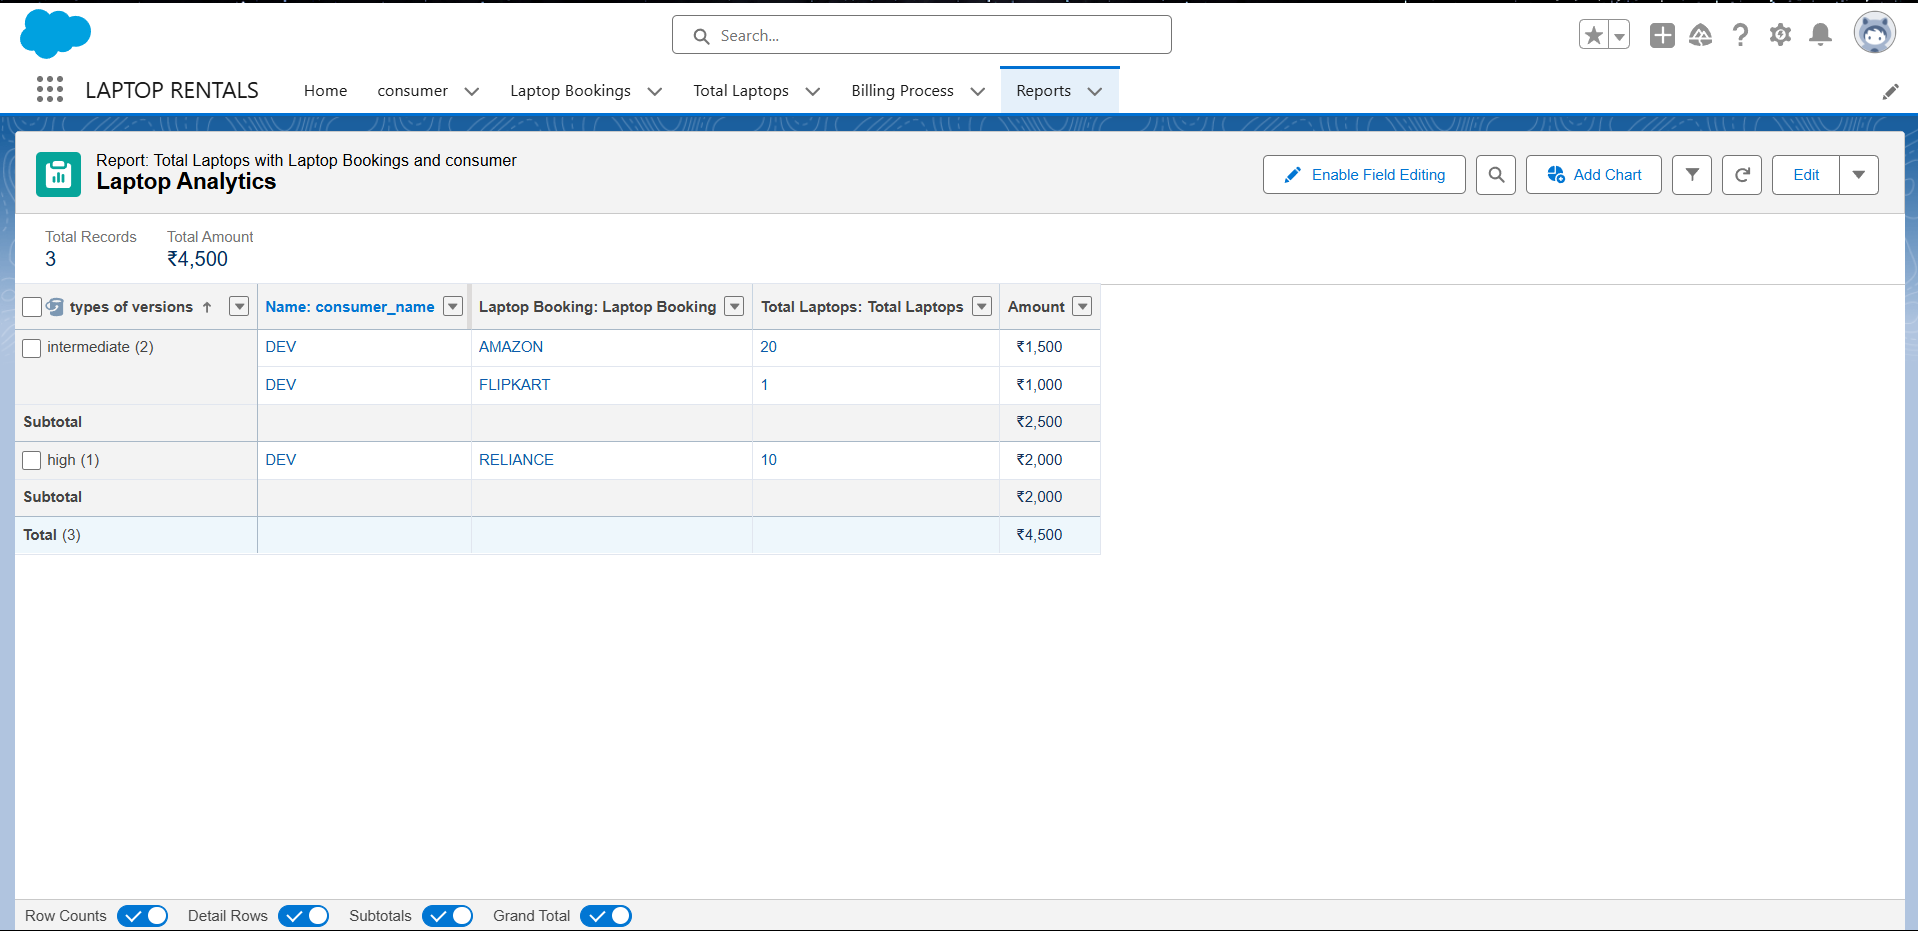 Search...
LAPTOP RENTALS Home consumer Laptop Bookings Total Laptops Billing Process Reports
Report: Total Laptops with Laptop Bookings and consumer
Laptop Analytics
Enable Field Editing Add Chart Edit
Total Records Total Amount
3 ₹4,500
types of versions ↑ Name: consumer_name Laptop Booking: Laptop Booking Total Laptops: Total Laptops Amount
intermediate (2) DEV AMAZON 20 ₹1,500
DEV FLIPKART 1 ₹1,000
Subtotal ₹2,500
high (1) DEV RELIANCE 10 ₹2,000
Subtotal ₹2,000
Total (3) ₹4,500
Row Counts Detail Rows Subtotals Grand Total